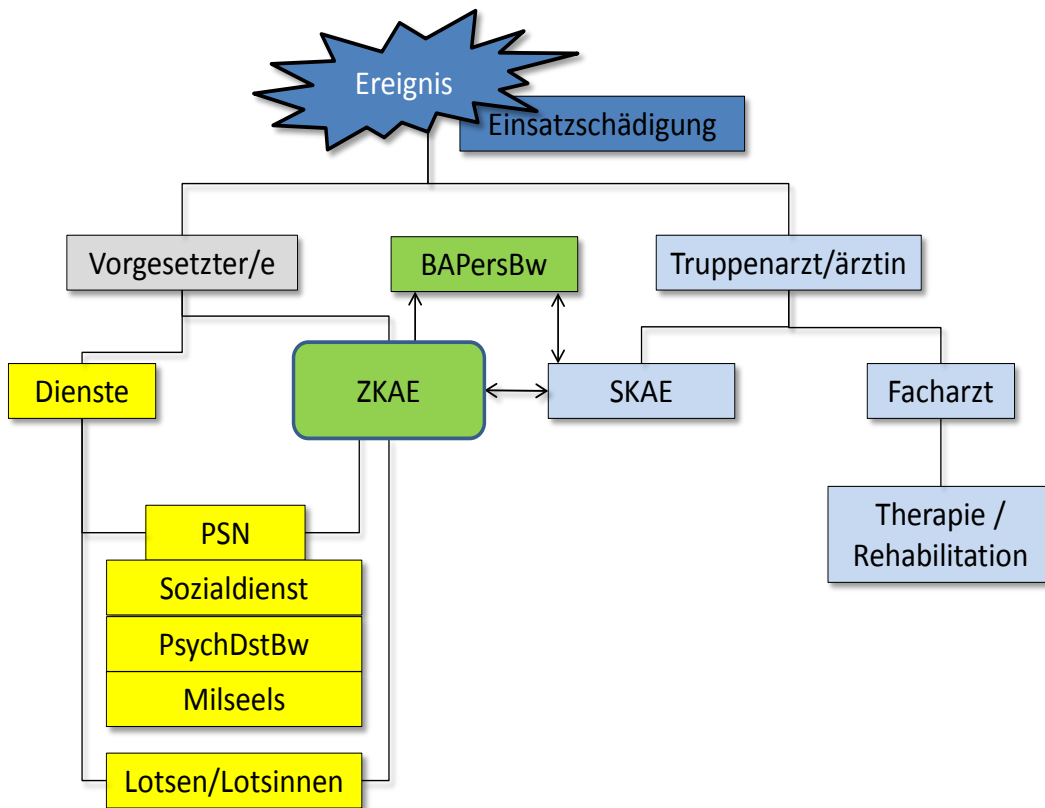 Ereignis
Einsatzschädigung
Vorgesetzter/e
BAPersBw
Truppenarzt/ärztin
Dienste
ZKAE
SKAE
Facharzt
PSN
Sozialdienst
PsychDstBw
Milseels
Lotsen/Lotsinnen
Therapie /
Rehabilitation